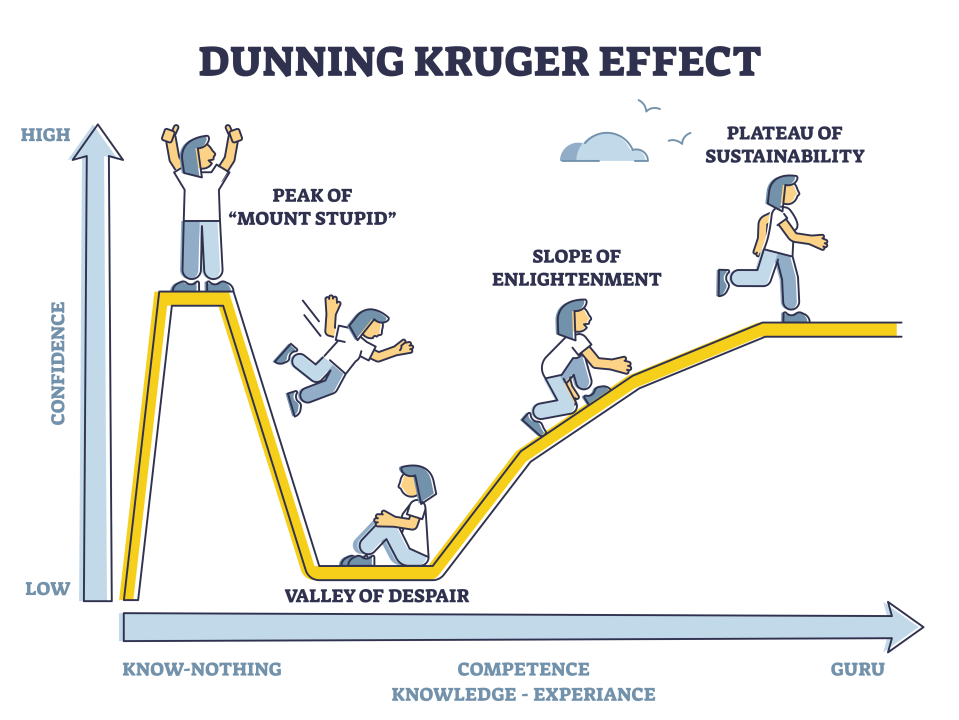 DUNNING KRUGER EFFECT
HIGH
PLATEAU OF
SUSTAINABILITY
PEAK OF
“MOUNT STUPID”
SLOPE OF
ENLIGHTENMENT
CONFIDENCE
LOW
VALLEY OF DESPAIR
KNOW-NOTHING
COMPETENCE
GURU
KNOWLEDGE - EXPERIANCE